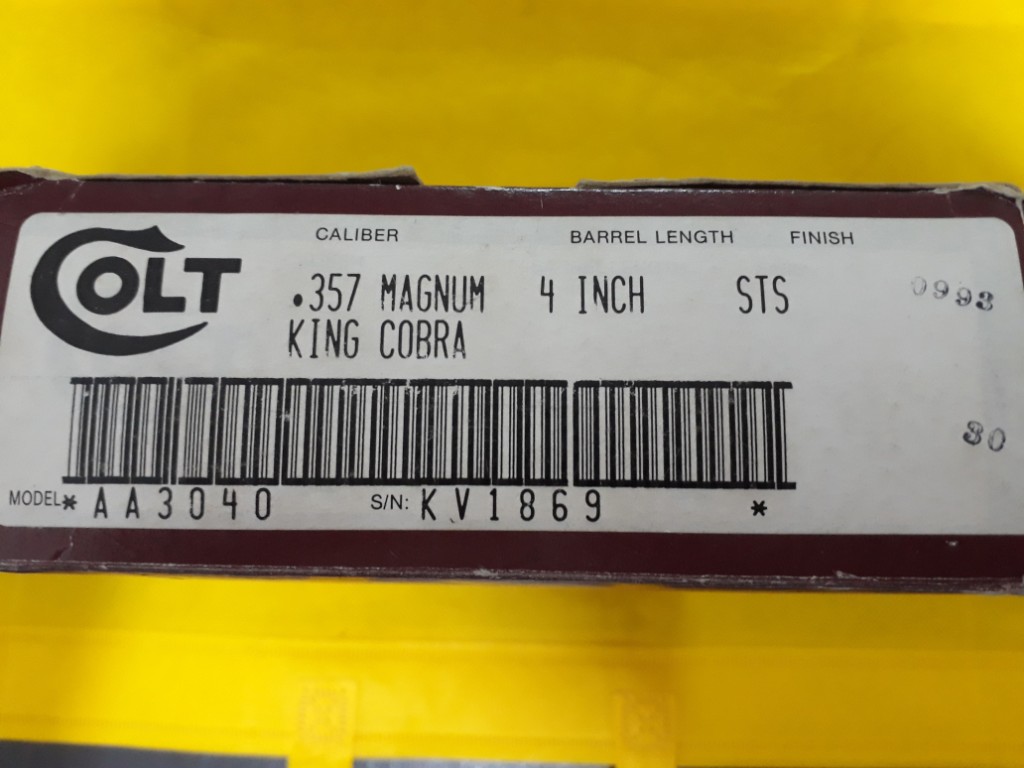 COLT
CALIBER BARREL LENGTH FINISH
.357 MAGNUM 4 INCH STS 0993
KING COBRA
30
MODEL * AA3040 S/N: KV1869 *